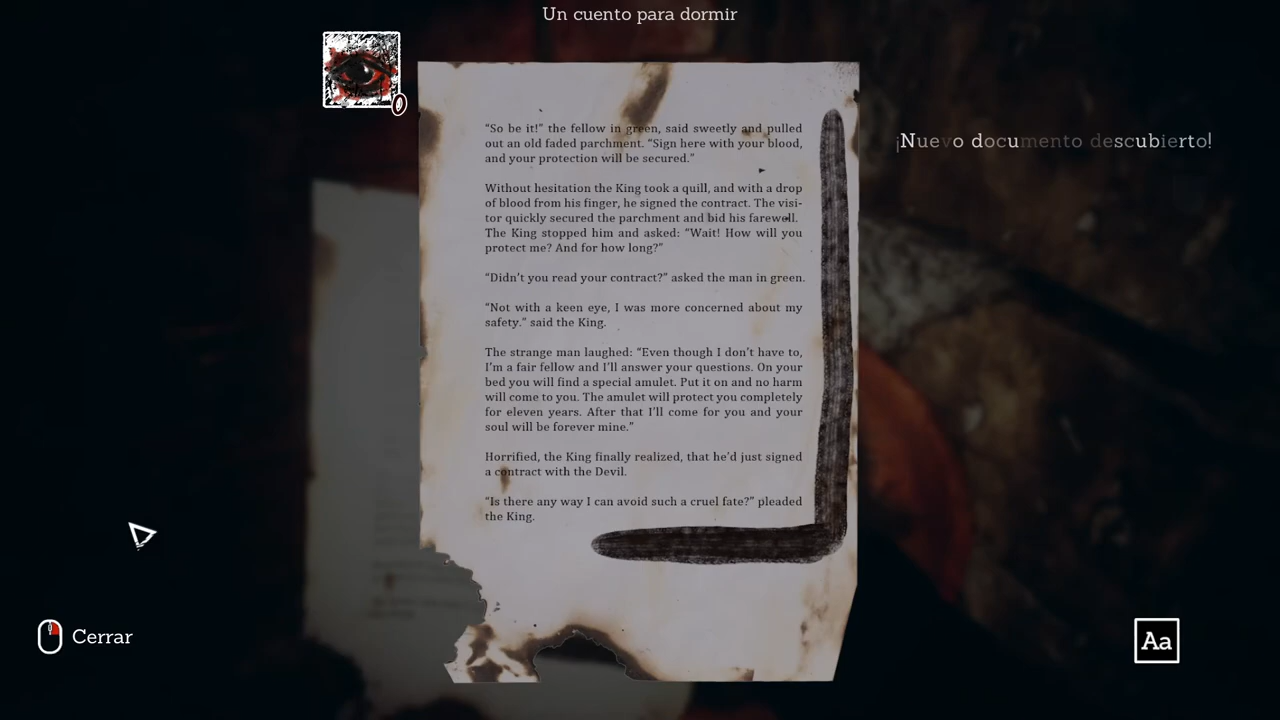 Un cuento para dormir
¡Nuevo documento descubierto!
“So be it!” the fellow in green, said sweetly and pulled
out an old faded parchment. “Sign here with your blood,
and your protection will be secured.”
Without hesitation the King took a quill, and with a drop
of blood from his finger, he signed the contract. The visi-
tor quickly secured the parchment and bid his farewell.
The King stopped him and asked: “Wait! How will you
protect me? And for how long?”
“Didn’t you read your contract?” asked the man in green.
“Not with a keen eye, I was more concerned about my
safety.” said the King.
The strange man laughed: “Even though I don’t have to,
I’m a fair fellow and I’ll answer your questions. On your
bed you will find a special amulet. Put it on and no harm
will come to you. The amulet will protect you completely
for eleven years. After that I’ll come for you and your
soul will be forever mine.”
Horrified, the King finally realized, that he’d just signed
a contract with the Devil.
“Is there any way I can avoid such a cruel fate?” pleaded
the King.
Cerrar
Aa